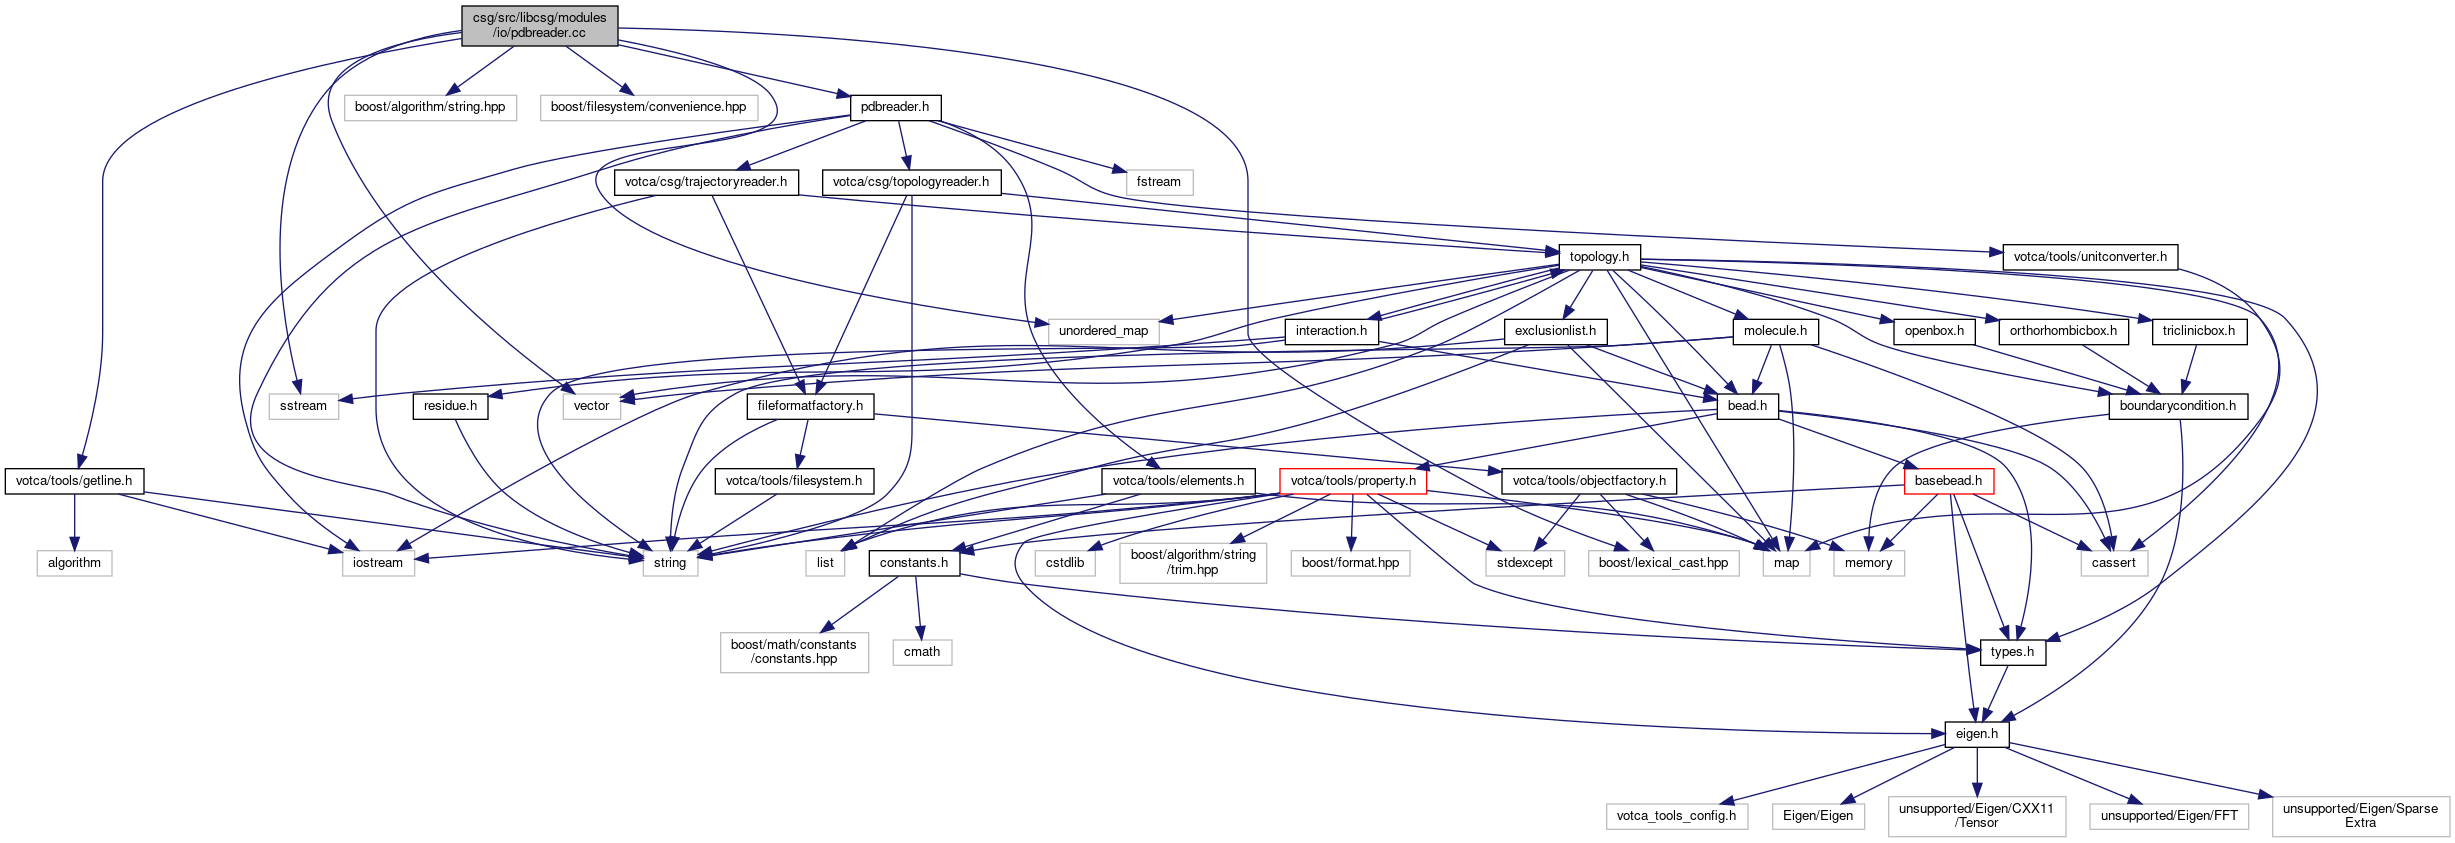 csg/src/libcsg/modules
/io/pdbreader.cc
boost/algorithm/string.hpp
boost/filesystem/convenience.hpp
pdbreader.h
votca/csg/trajectoryreader.h
votca/csg/topologyreader.h
fstream
topology.h
votca/tools/unitconverter.h
unordered_map
interaction.h
exclusionlist.h
molecule.h
openbox.h
orthorhombicbox.h
triclinicbox.h
sstream
residue.h
vector
fileformatfactory.h
bead.h
boundarycondition.h
votca/tools/getline.h
votca/tools/filesystem.h
votca/tools/elements.h
votca/tools/property.h
votca/tools/objectfactory.h
basebead.h
algorithm
iostream
string
list
constants.h
cstdlib
boost/algorithm/string
/trim.hpp
boost/format.hpp
stdexcept
boost/lexical_cast.hpp
map
memory
cassert
boost/math/constants
/constants.hpp
cmath
types.h
eigen.h
votca_tools_config.h
Eigen/Eigen
unsupported/Eigen/CXX11
/Tensor
unsupported/Eigen/FFT
unsupported/Eigen/Sparse
Extra